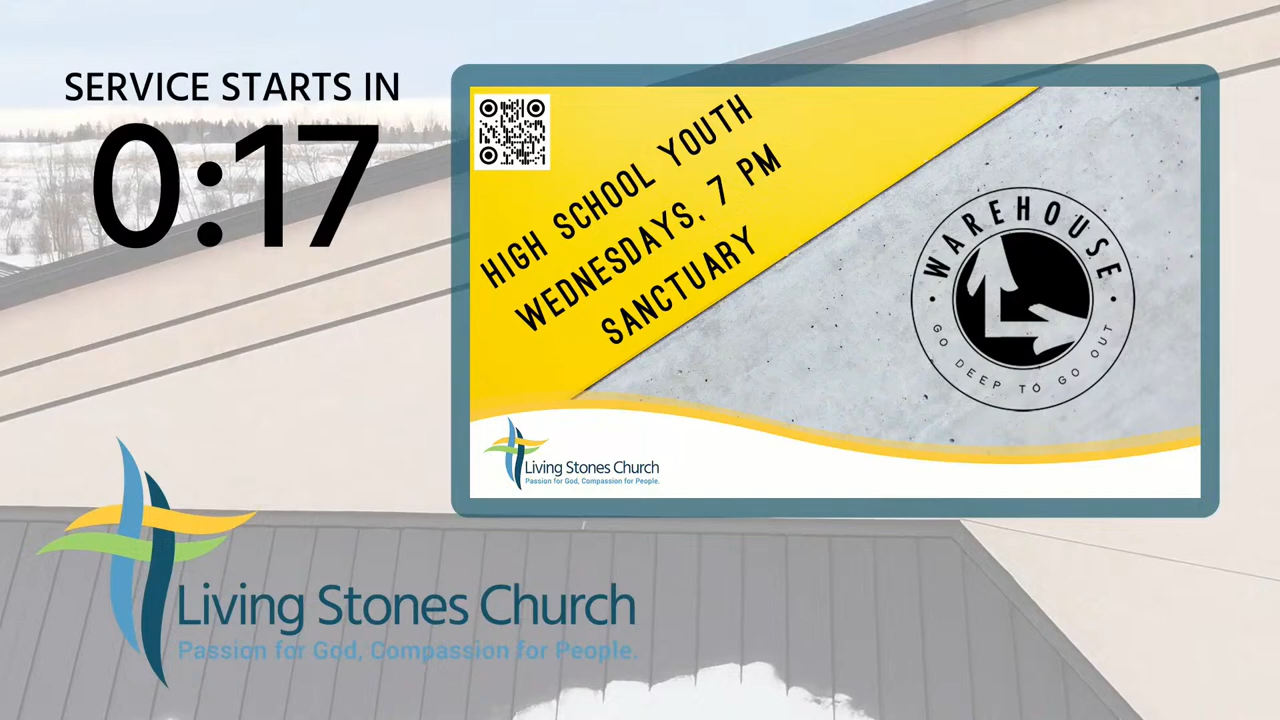 SERVICE STARTS IN
0:17
HIGH SCHOOL YOUTH
WEDNESDAYS, 7 PM
SANCTUARY
WAREHOUSE
GO DEEP TO GO OUT
Living Stones Church
Passion for God, Compassion for People.
Living Stones Church
Passion for God, Compassion for People.